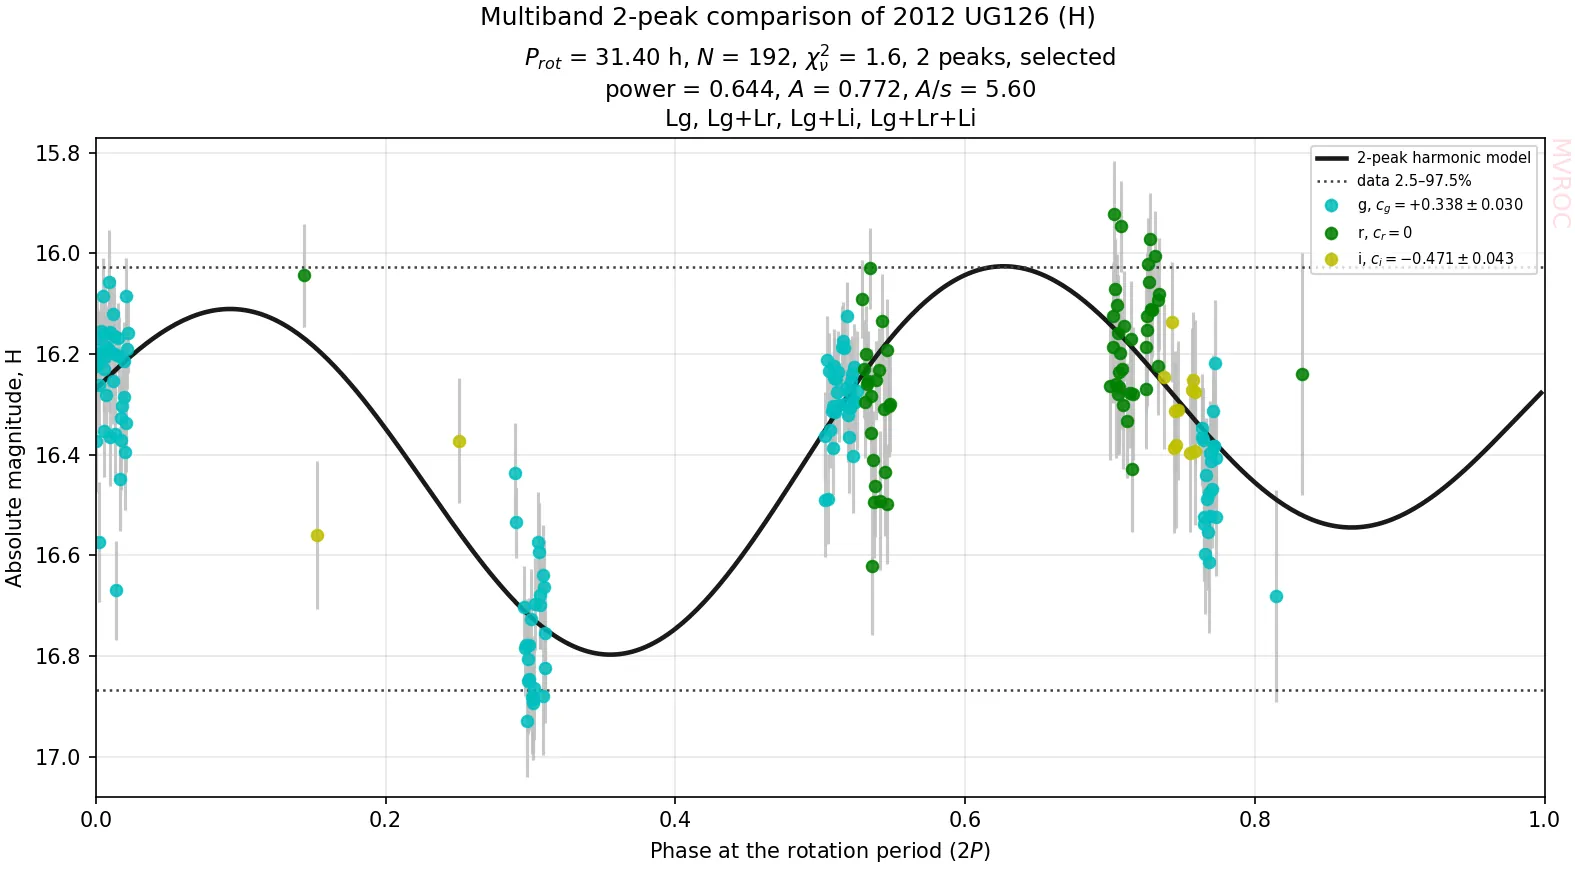 Multiband 2-peak comparison of 2012 UG126 (H)
P_rot = 31.40 h, N = 192, χ²_ν = 1.6, 2 peaks, selected
power = 0.644, A = 0.772, A/s = 5.60
Lg, Lg+Lr, Lg+Li, Lg+Lr+Li
2-peak harmonic model
data 2.5–97.5%
g, c_g = +0.338 ± 0.030
r, c_r = 0
i, c_i = −0.471 ± 0.043
MVROC
Absolute magnitude, H
15.8
16.0
16.2
16.4
16.6
16.8
17.0
0.0 0.2 0.4 0.6 0.8 1.0
Phase at the rotation period (2P)